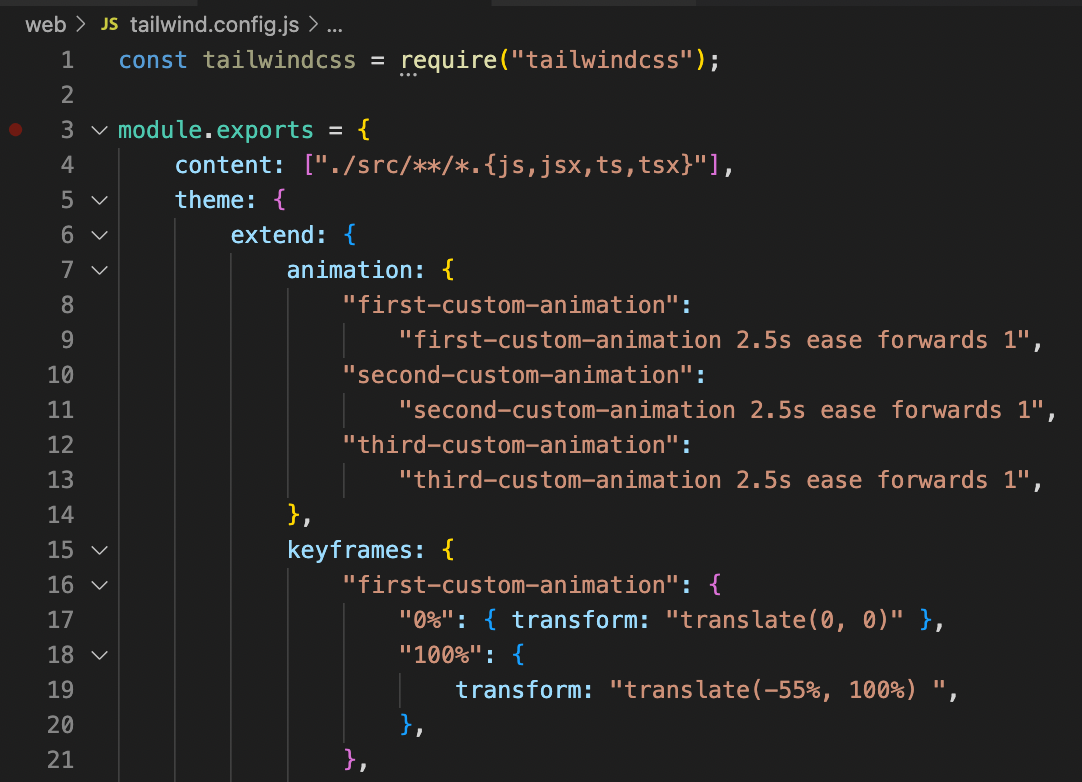 web > JS tailwind.config.js > ...
1 const tailwindcss = require("tailwindcss");
2
3 module.exports = {
4 content: ["./src/**/*.{js,jsx,ts,tsx}"],
5 theme: {
6 extend: {
7 animation: {
8 "first-custom-animation":
9 "first-custom-animation 2.5s ease forwards 1",
10 "second-custom-animation":
11 "second-custom-animation 2.5s ease forwards 1",
12 "third-custom-animation":
13 "third-custom-animation 2.5s ease forwards 1",
14 },
15 keyframes: {
16 "first-custom-animation": {
17 "0%": { transform: "translate(0, 0)" },
18 "100%": {
19 transform: "translate(-55%, 100%) ",
20 },
21 },